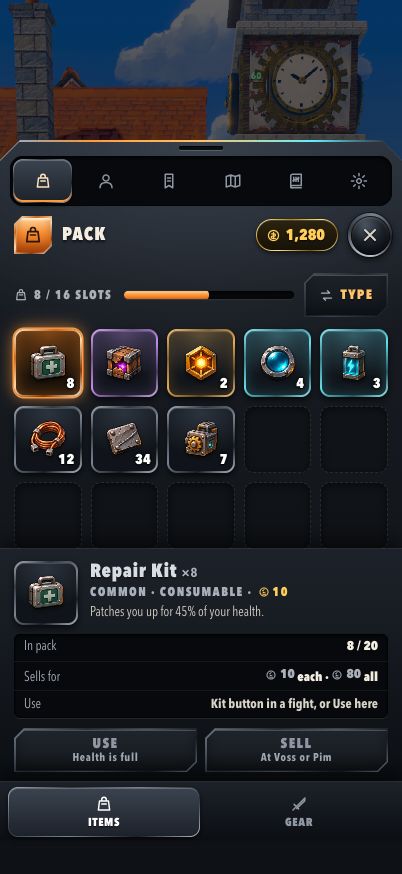 60
PACK
1,280
8 / 16 SLOTS
TYPE
8
2
4
3
12
34
7
Repair Kit ×8
COMMON · CONSUMABLE · 10
Patches you up for 45% of your health.
In pack 8 / 20
Sells for 10 each · 80 all
Use Kit button in a fight, or Use here
USE
Health is full
SELL
At Voss or Pim
ITEMS
GEAR